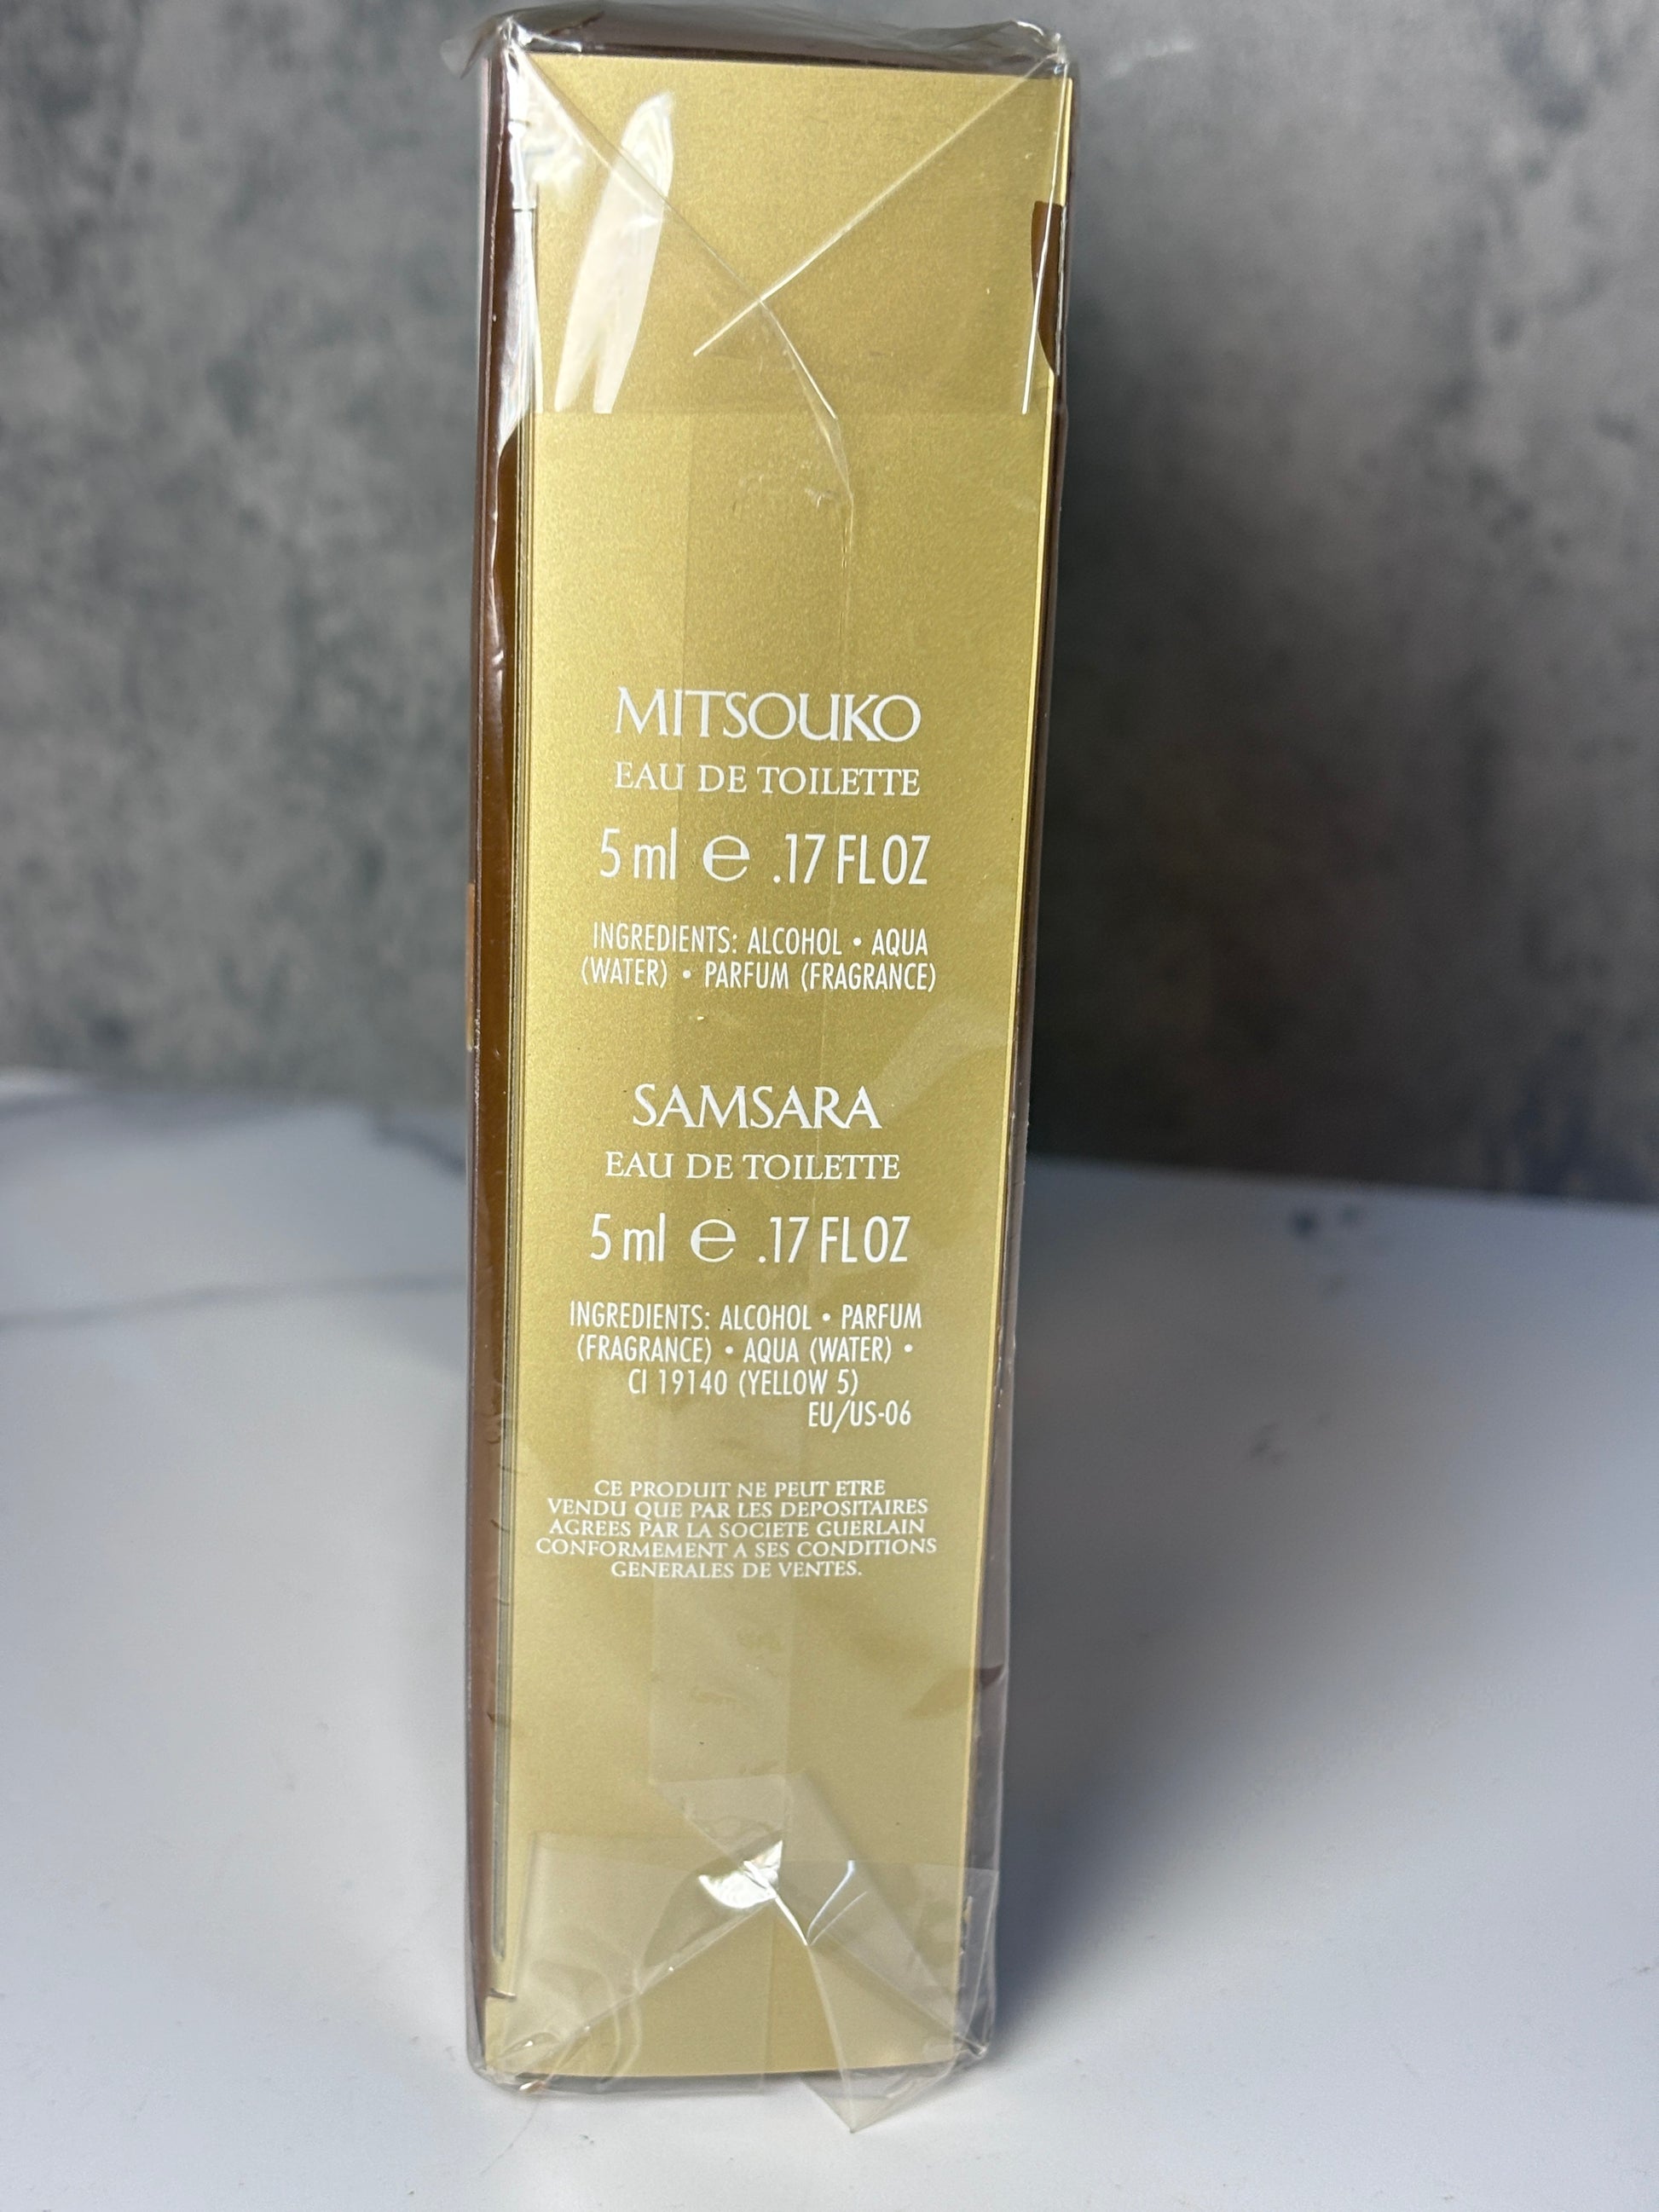 MITSOUKO
EAU DE TOILETTE
5 ml ℮ .17 FL OZ
INGREDIENTS: ALCOHOL • AQUA
(WATER) • PARFUM (FRAGRANCE)
SAMSARA
EAU DE TOILETTE
5 ml ℮ .17 FL OZ
INGREDIENTS: ALCOHOL • PARFUM
(FRAGRANCE) • AQUA (WATER) •
CI 19140 (YELLOW 5)
EU/US-06
CE PRODUIT NE PEUT ETRE
VENDU QUE PAR LES DEPOSITAIRES
AGREES PAR LA SOCIETE GUERLAIN
CONFORMEMENT A SES CONDITIONS
GENERALES DE VENTES.